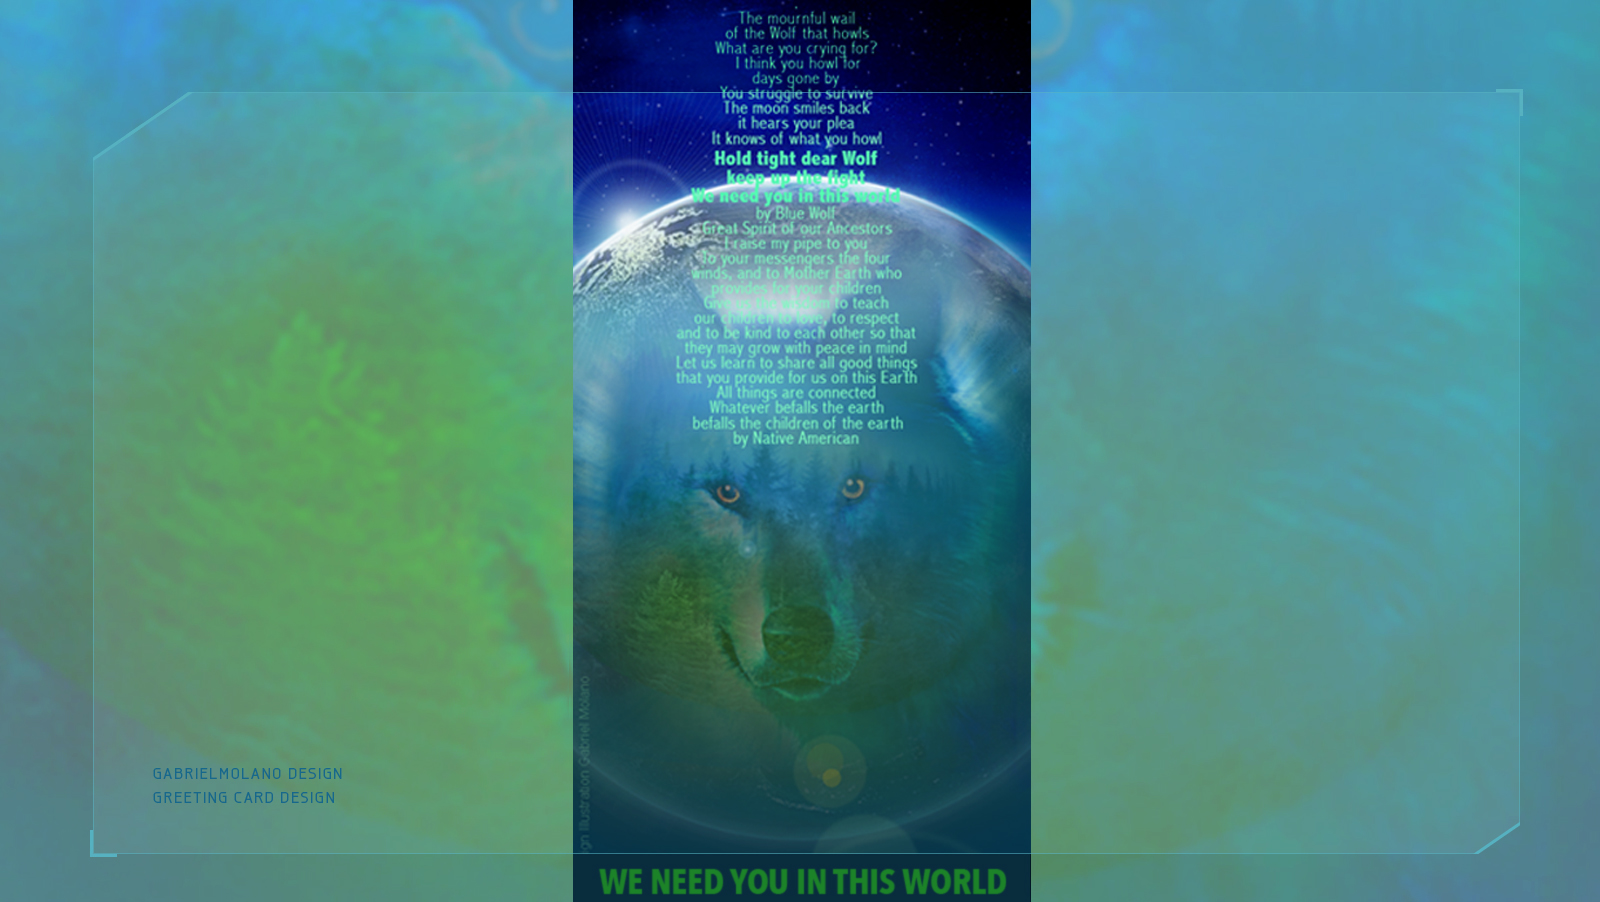 The mournful wail
of the Wolf that howls
What are you crying for?
I think you howl for
days gone by
You struggle to survive
The moon smiles back
it hears your plea
It knows of what you howl
Hold tight dear Wolf
keep up the fight
We need you in this world
by Blue Wolf
Great Spirit of our Ancestors
I raise my pipe to you
To your messengers the four
winds, and to Mother Earth who
provides for your children
Give us the wisdom to teach
our children to love, to respect
and to be kind to each other so that
they may grow with peace in mind
Let us learn to share all good things
that you provide for us on this Earth
All things are connected
Whatever befalls the earth
befalls the children of the earth
by Native American
Illustration Gabriel Molano
GABRIELMOLANO DESIGN
GREETING CARD DESIGN
WE NEED YOU IN THIS WORLD